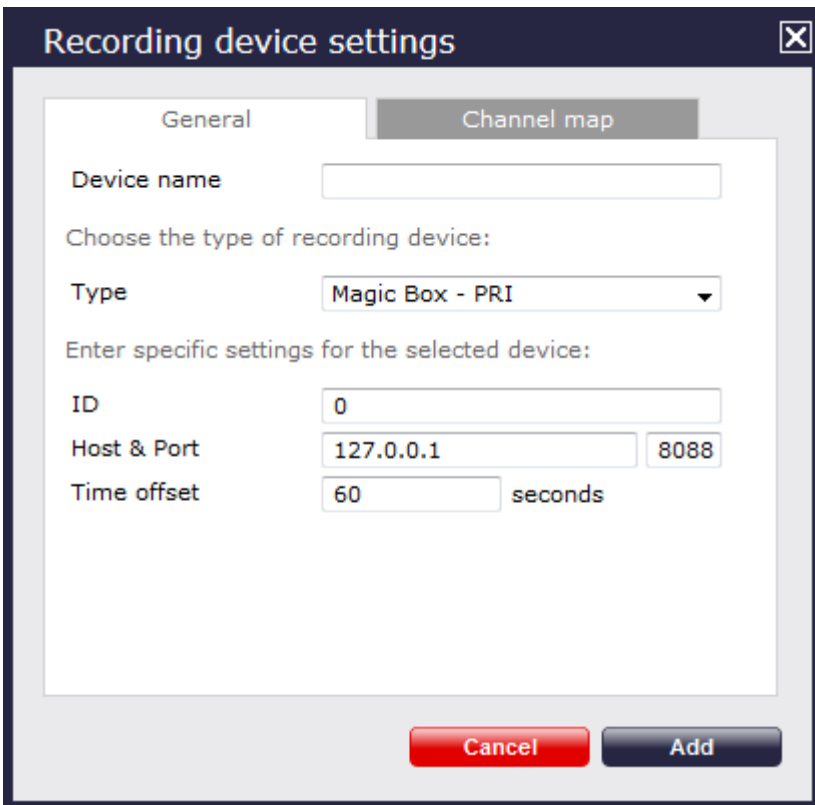 Recording device settings
General Channel map
Device name
Choose the type of recording device:
Type Magic Box - PRI
Enter specific settings for the selected device:
ID 0
Host & Port 127.0.0.1 8088
Time offset 60 seconds
Cancel Add